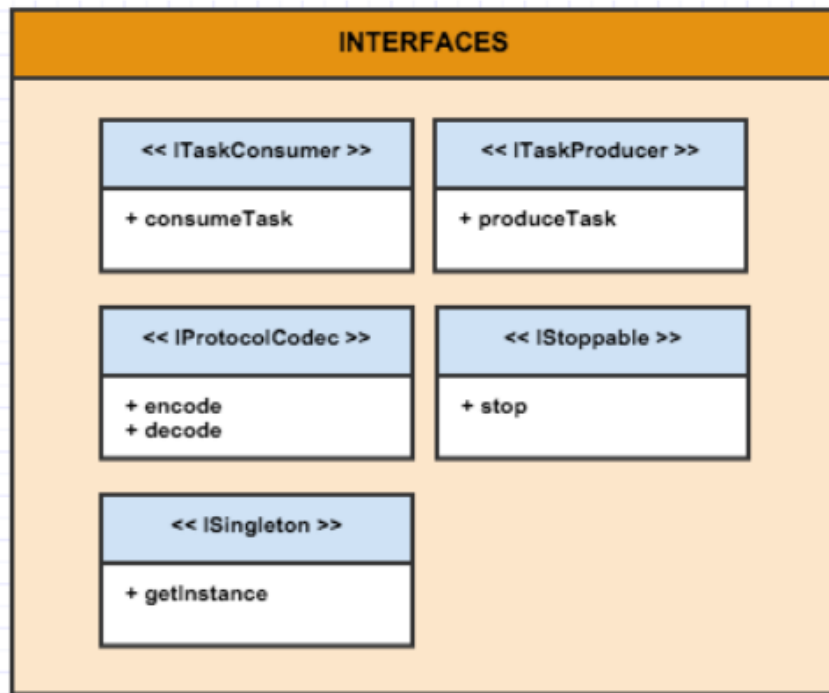 INTERFACES
<< ITaskConsumer >>
+ consumeTask
<< ITaskProducer >>
+ produceTask
<< IProtocolCodec >>
+ encode
+ decode
<< IStoppable >>
+ stop
<< ISingleton >>
+ getInstance